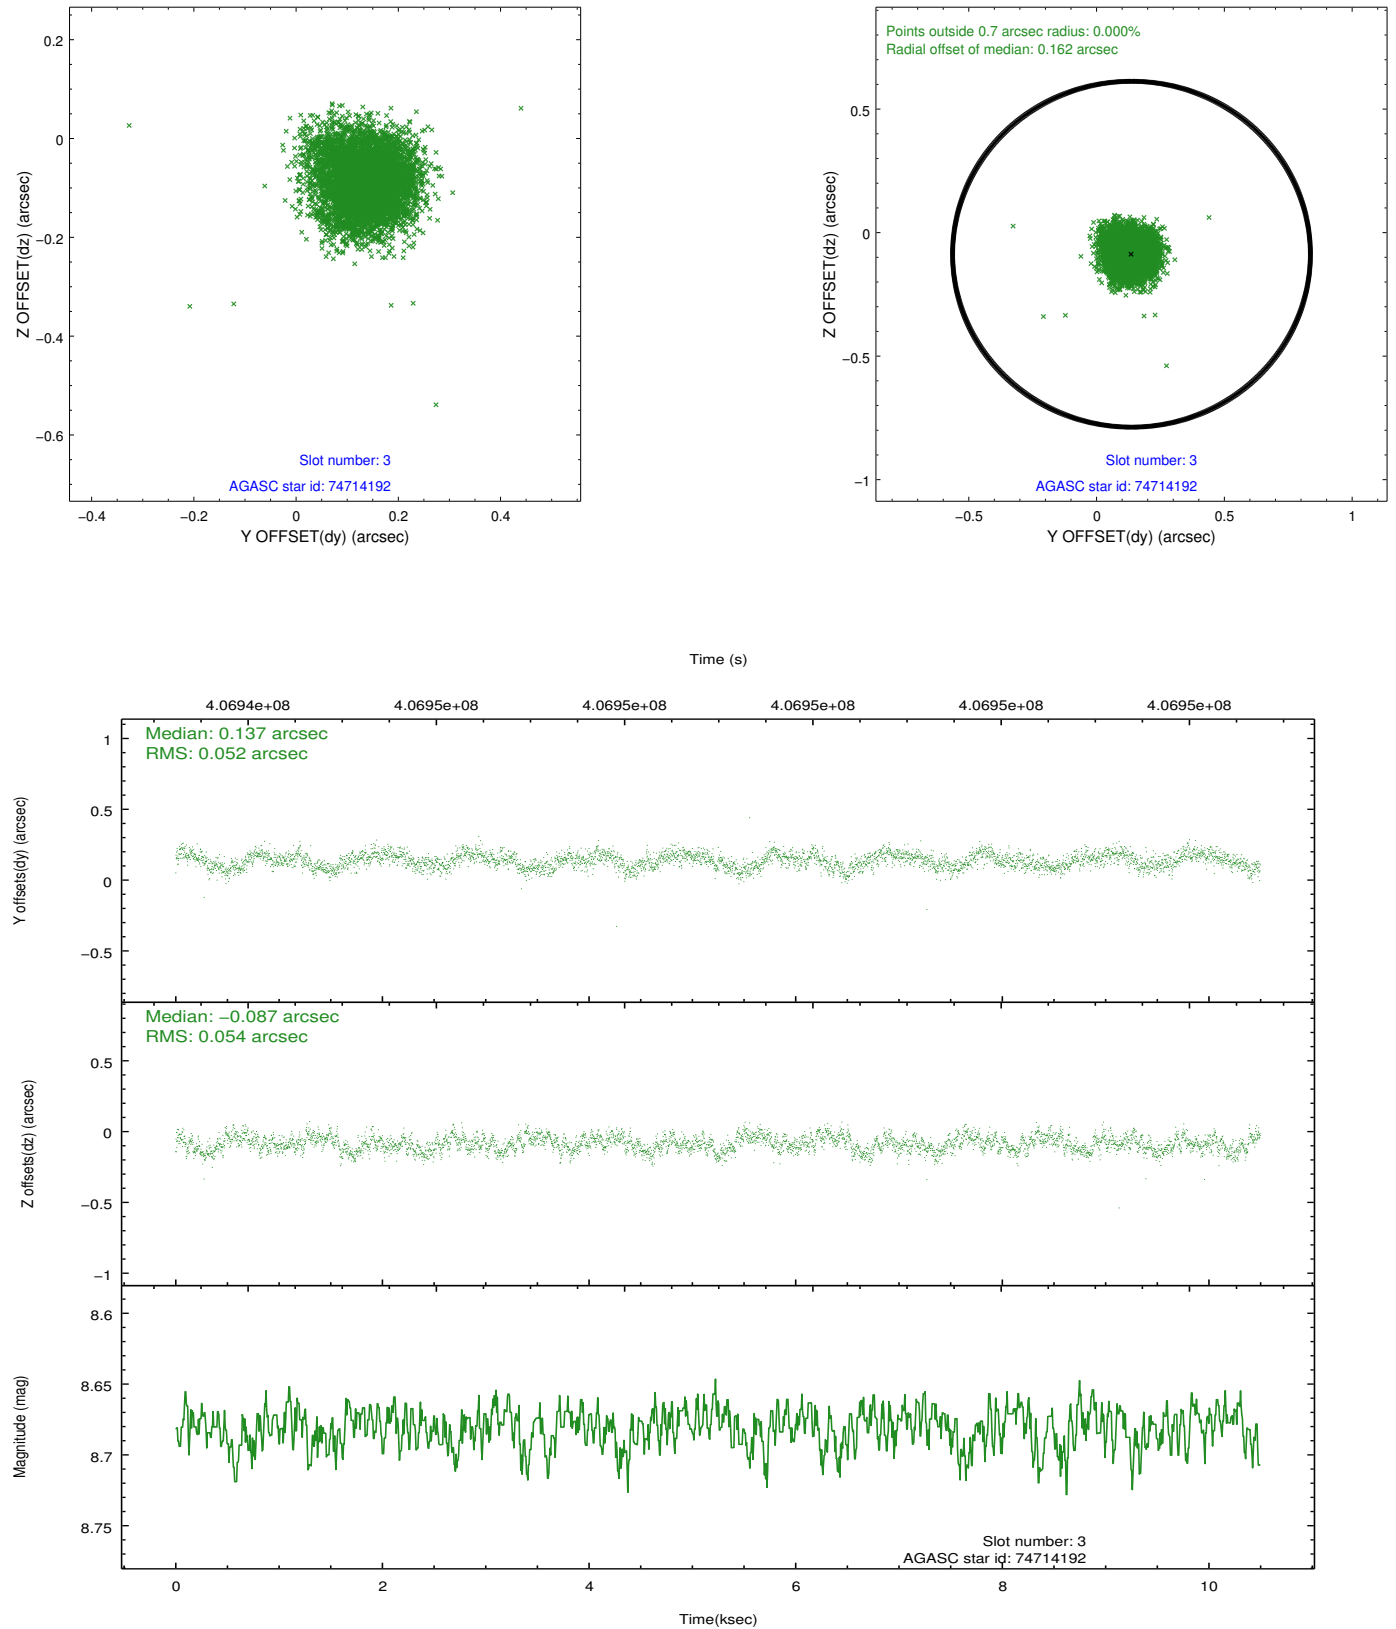 0.2
0
−0.2
−0.4
−0.6
Z OFFSET(dz) (arcsec)
Slot number: 3
AGASC star id: 74714192
−0.4 −0.2 0 0.2 0.4
Y OFFSET(dy) (arcsec)
Points outside 0.7 arcsec radius: 0.000%
Radial offset of median: 0.162 arcsec
0.5
0
−0.5
−1
Z OFFSET(dz) (arcsec)
Slot number: 3
AGASC star id: 74714192
−0.5 0 0.5 1
Y OFFSET(dy) (arcsec)
Time (s)
4.0694e+08 4.0695e+08 4.0695e+08 4.0695e+08 4.0695e+08 4.0695e+08
Median: 0.137 arcsec
RMS: 0.052 arcsec
1
0.5
0
−0.5
Y offsets(dy) (arcsec)
Median: −0.087 arcsec
RMS: 0.054 arcsec
0.5
0
−0.5
−1
Z offsets(dz) (arcsec)
8.6
8.65
8.7
8.75
Magnitude (mag)
Slot number: 3
AGASC star id: 74714192
0 2 4 6 8 10
Time(ksec)